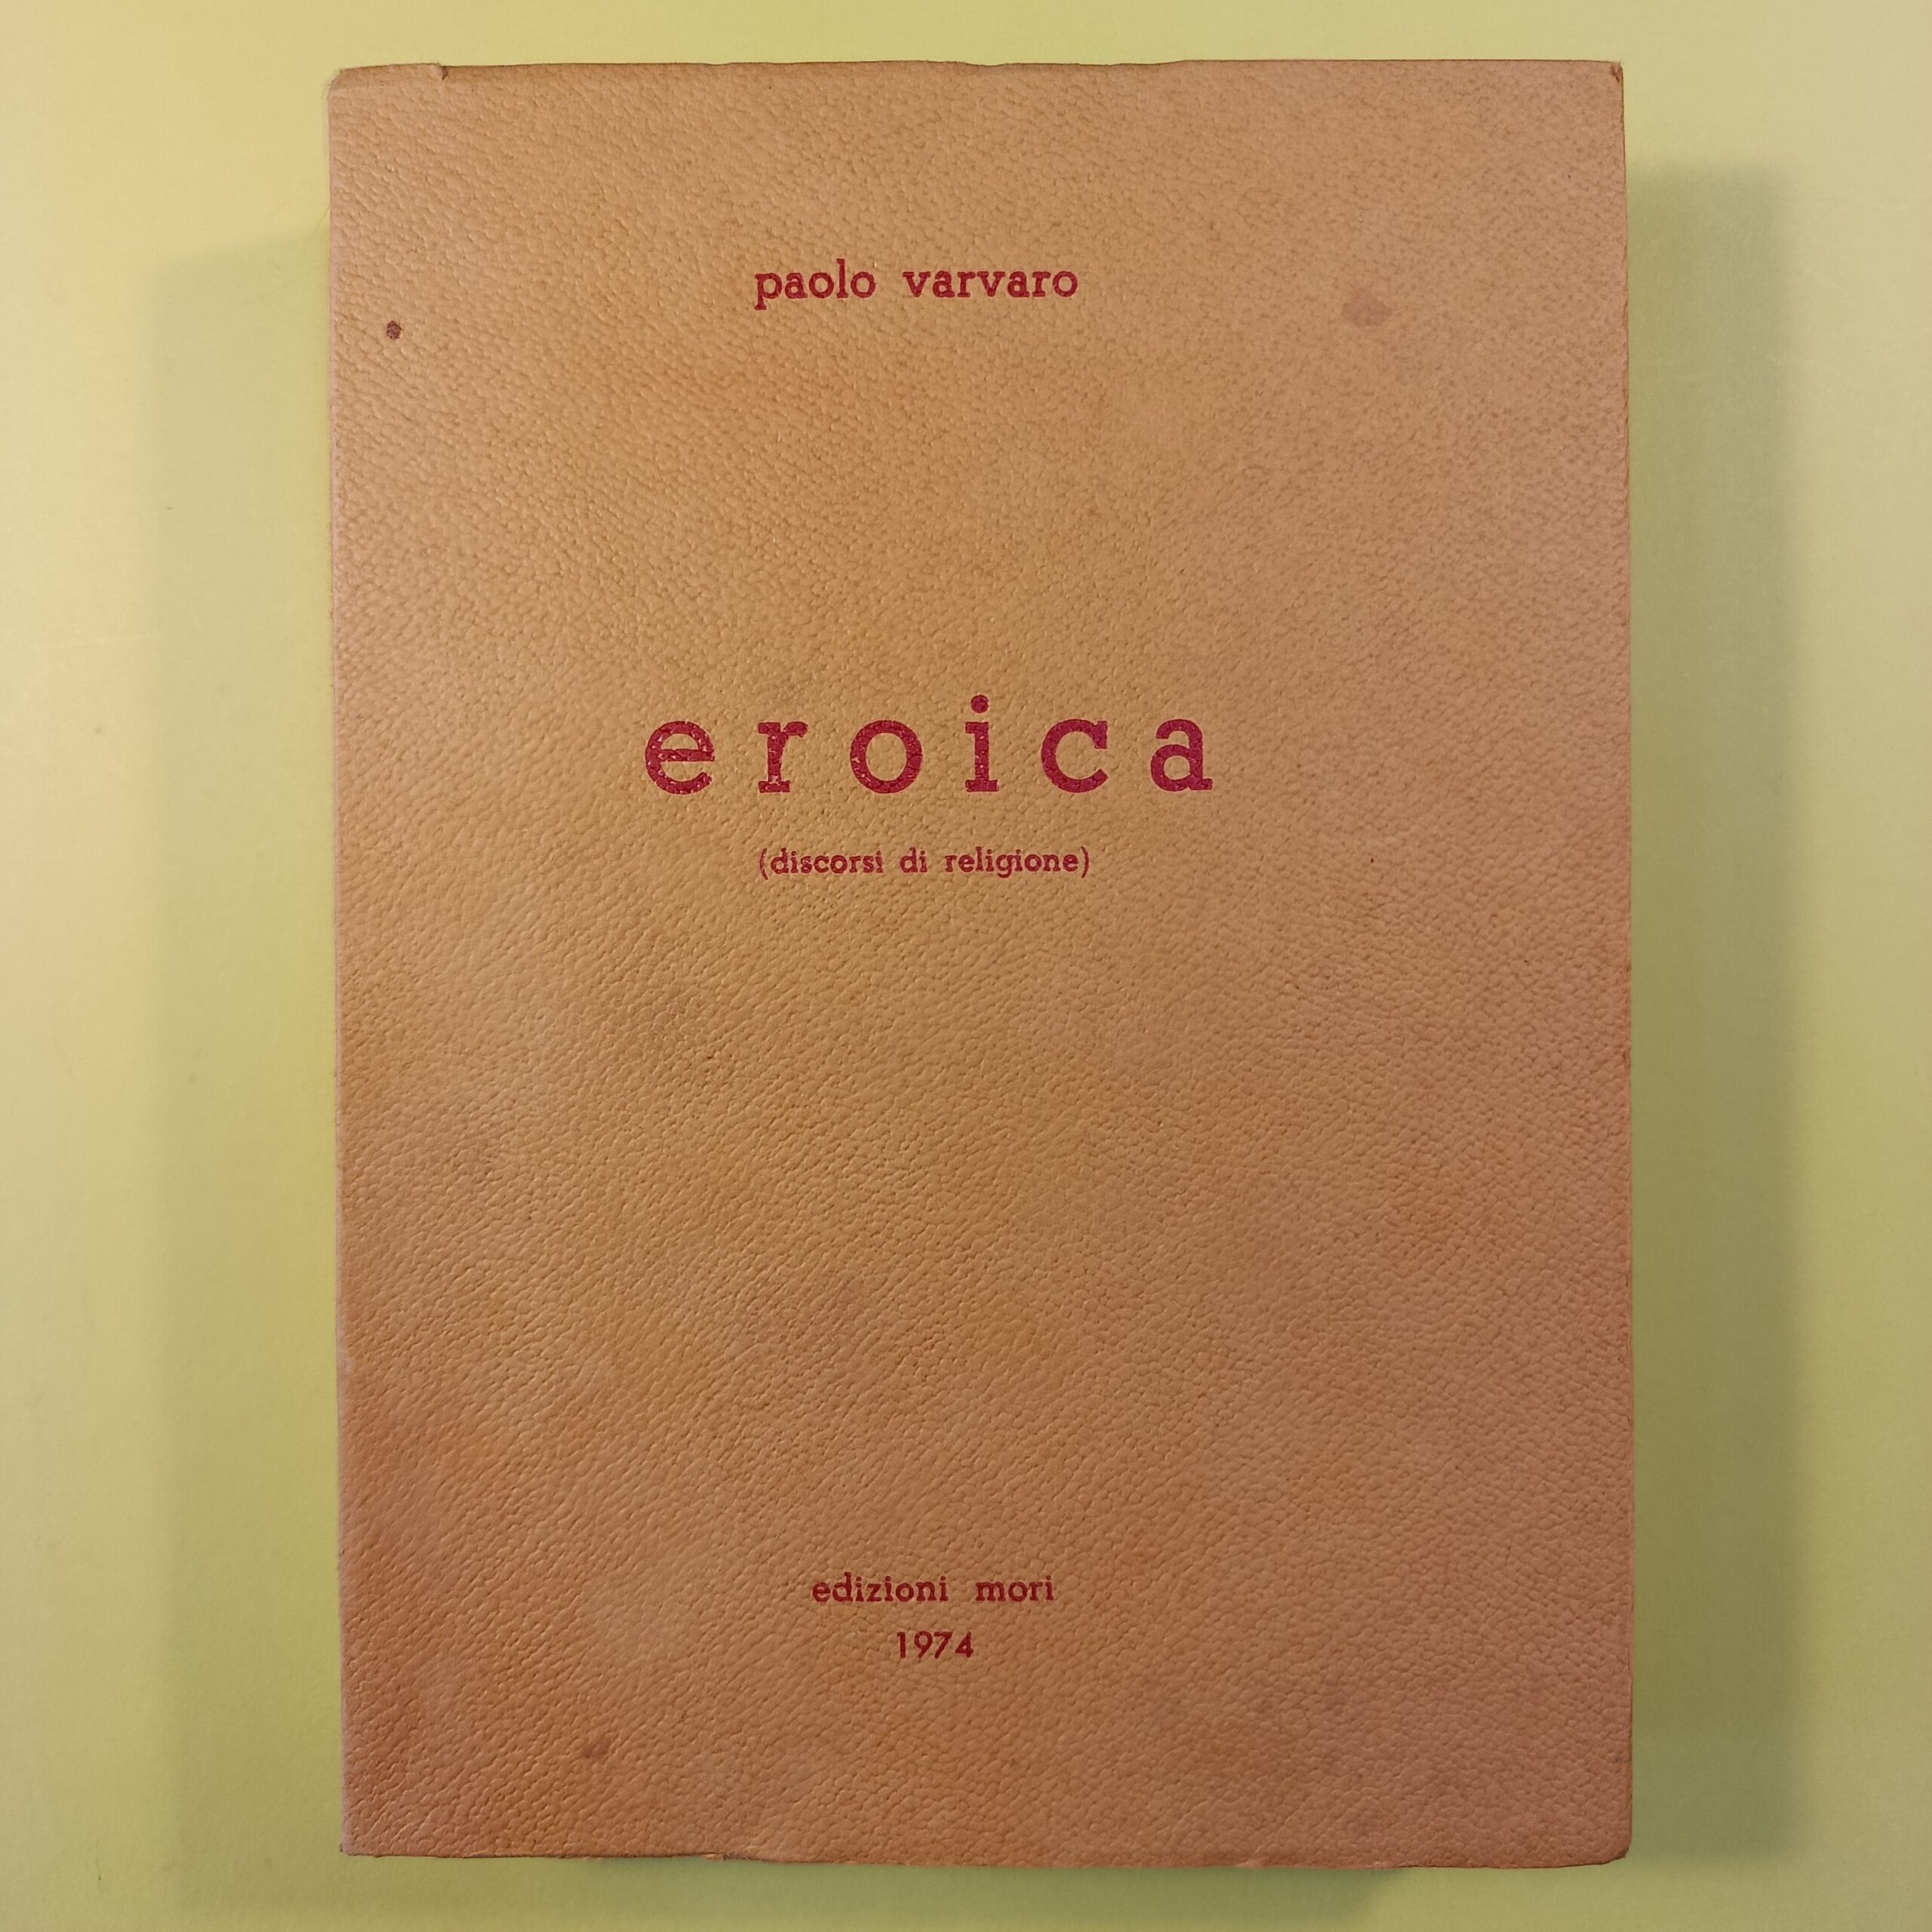 paolo varvaro
eroica
(discorsi di religione)
edizioni mori
1974